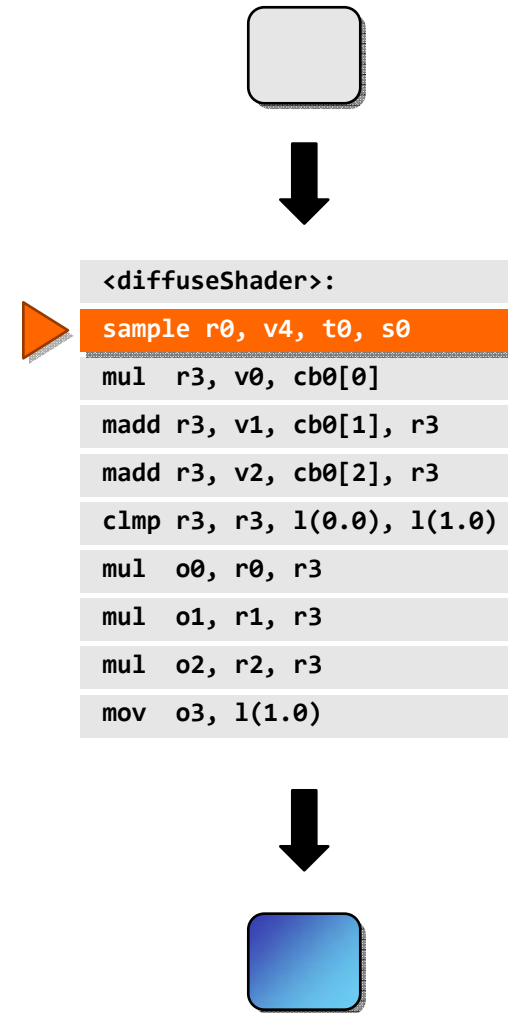 <diffuseShader>:
sample r0, v4, t0, s0
mul r3, v0, cb0[0]
madd r3, v1, cb0[1], r3
madd r3, v2, cb0[2], r3
clmp r3, r3, l(0.0), l(1.0)
mul o0, r0, r3
mul o1, r1, r3
mul o2, r2, r3
mov o3, l(1.0)